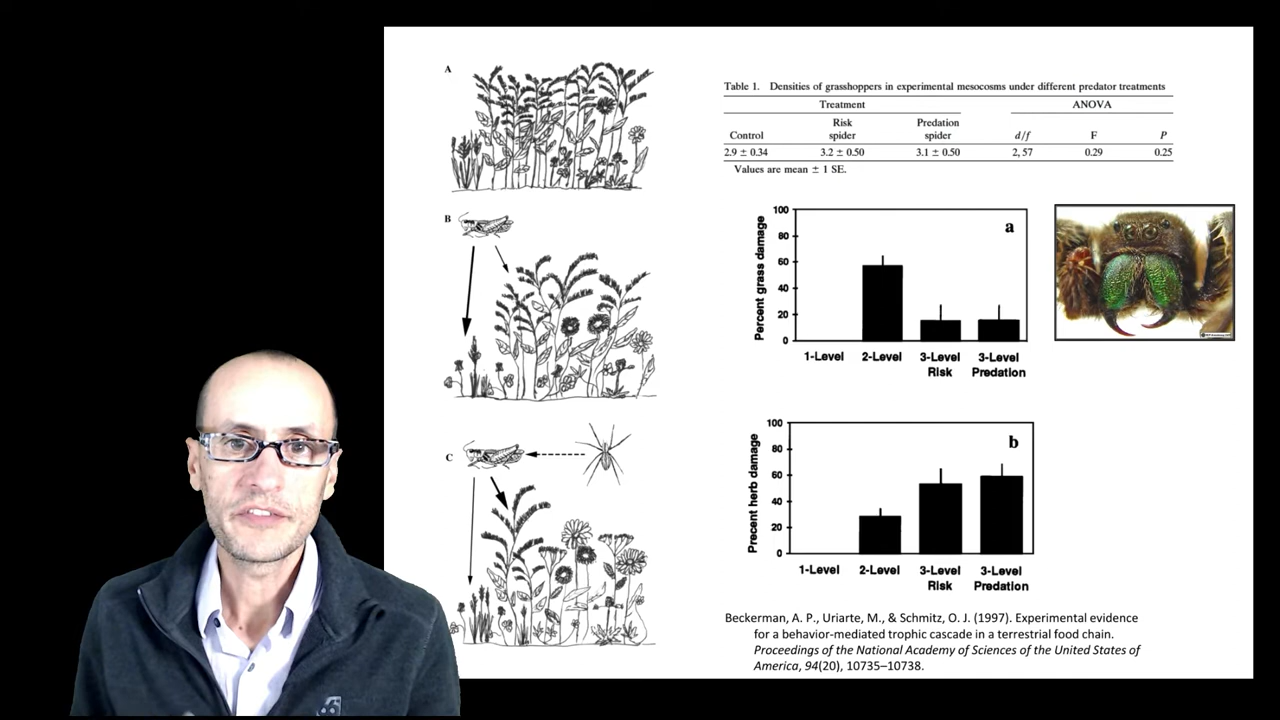 A
B
C
Table 1. Densities of grasshoppers in experimental mesocosms under different predator treatments
Treatment ANOVA
Control Risk spider Predation spider d/f F P
2.9 ± 0.34 3.2 ± 0.50 3.1 ± 0.50 2, 57 0.29 0.25
Values are mean ± 1 SE.
a
Percent grass damage
100
80
60
40
20
0
1-Level 2-Level 3-Level Risk 3-Level Predation
b
Precent herb damage
100
80
60
40
20
0
1-Level 2-Level 3-Level Risk 3-Level Predation
Beckerman, A. P., Uriarte, M., & Schmitz, O. J. (1997). Experimental evidence
for a behavior-mediated trophic cascade in a terrestrial food chain.
Proceedings of the National Academy of Sciences of the United States of
America, 94(20), 10735–10738.